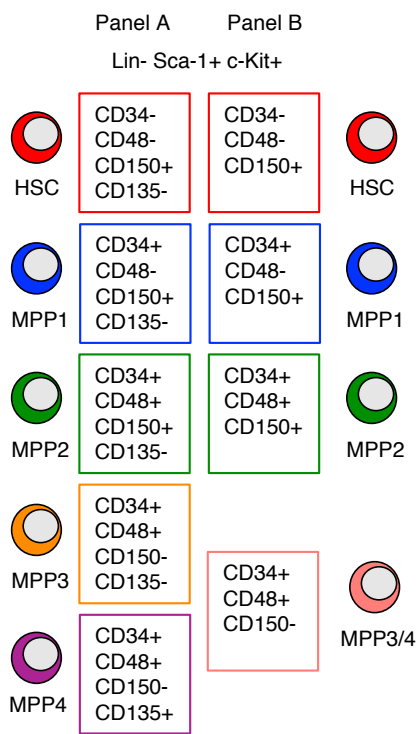 Panel A Panel B
Lin- Sca-1+ c-Kit+
CD34-
CD48-
CD150+
CD135-
HSC
CD34-
CD48-
CD150+
HSC
CD34+
CD48-
CD150+
CD135-
MPP1
CD34+
CD48-
CD150+
MPP1
CD34+
CD48+
CD150+
CD135-
MPP2
CD34+
CD48+
CD150+
MPP2
CD34+
CD48+
CD150-
CD135-
MPP3
CD34+
CD48+
CD150-
MPP3/4
CD34+
CD48+
CD150-
CD135+
MPP4